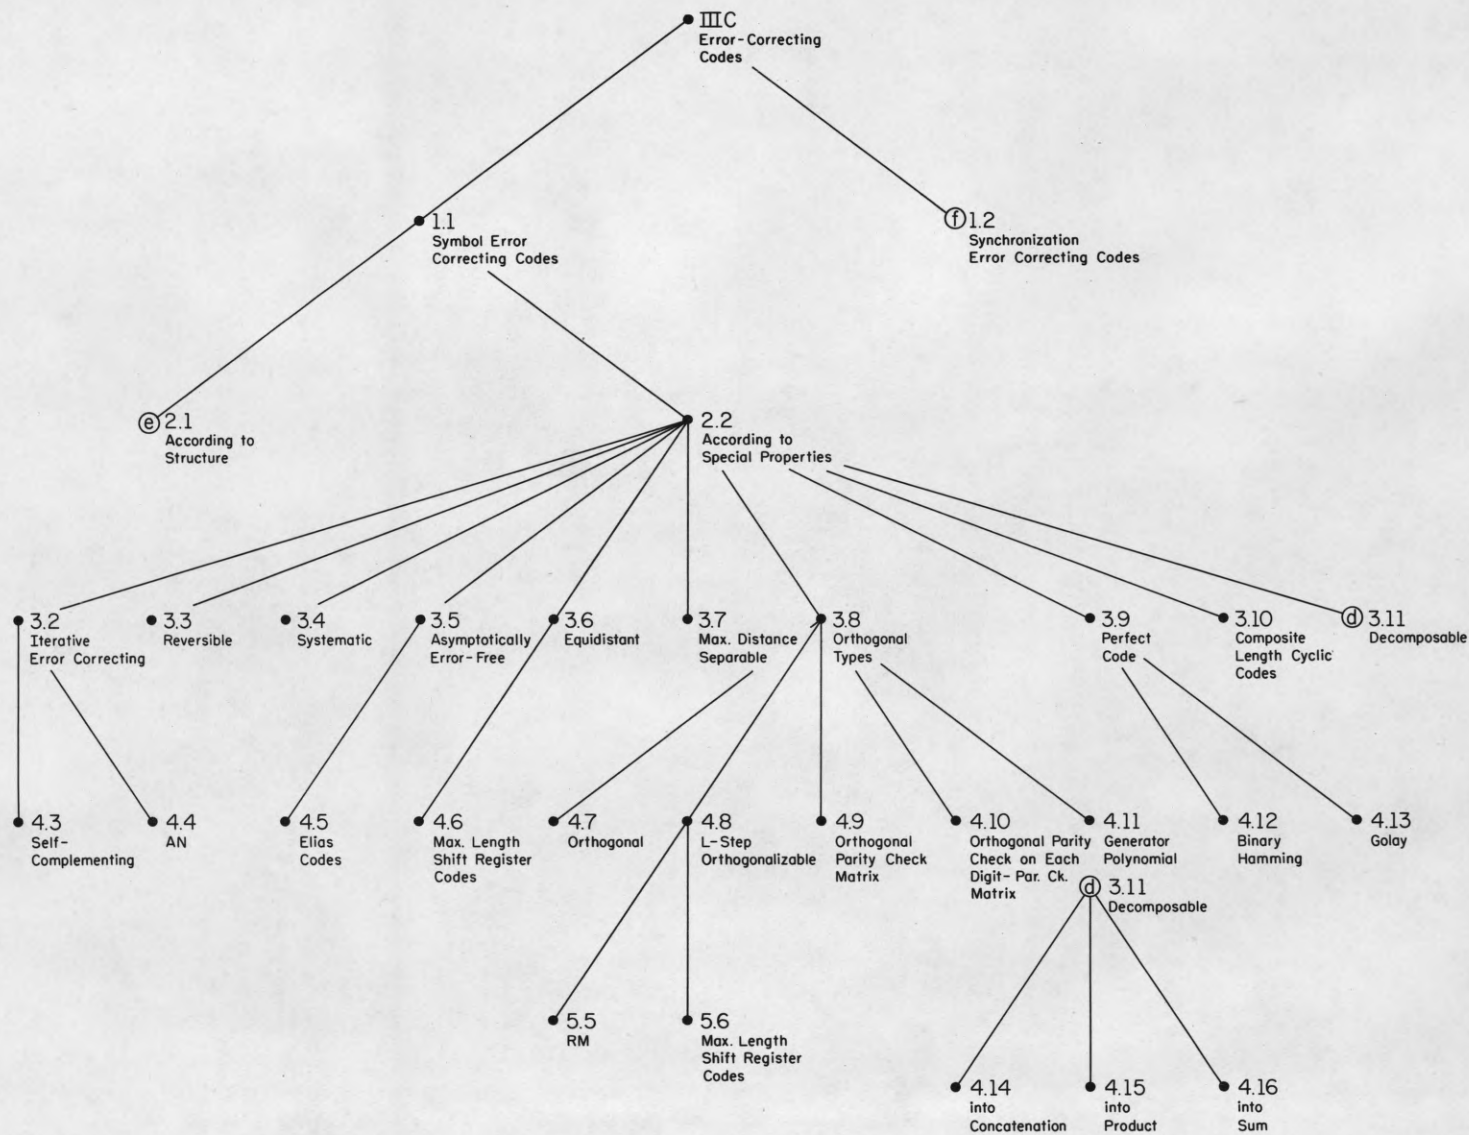 IIIC
Error-Correcting
Codes
1.1
Symbol Error
Correcting Codes
f 1.2
Synchronization
Error Correcting Codes
e 2.1
According to
Structure
2.2
According to
Special Properties
3.2
Iterative
Error Correcting
3.3
Reversible
3.4
Systematic
3.5
Asymptotically
Error-Free
3.6
Equidistant
3.7
Max. Distance
Separable
3.8
Orthogonal
Types
3.9
Perfect
Code
3.10
Composite
Length Cyclic
Codes
d 3.11
Decomposable
4.3
Self-
Complementing
4.4
AN
4.5
Elias
Codes
4.6
Max. Length
Shift Register
Codes
4.7
Orthogonal
4.8
L-Step
Orthogonalizable
4.9
Orthogonal
Parity Check
Matrix
4.10
Orthogonal Parity
Check on Each
Digit-Par. Ck.
Matrix
4.11
Generator
Polynomial
4.12
Binary
Hamming
4.13
Golay
d 3.11
Decomposable
5.5
RM
5.6
Max. Length
Shift Register
Codes
4.14
into
Concatenation
4.15
into
Product
4.16
into
Sum